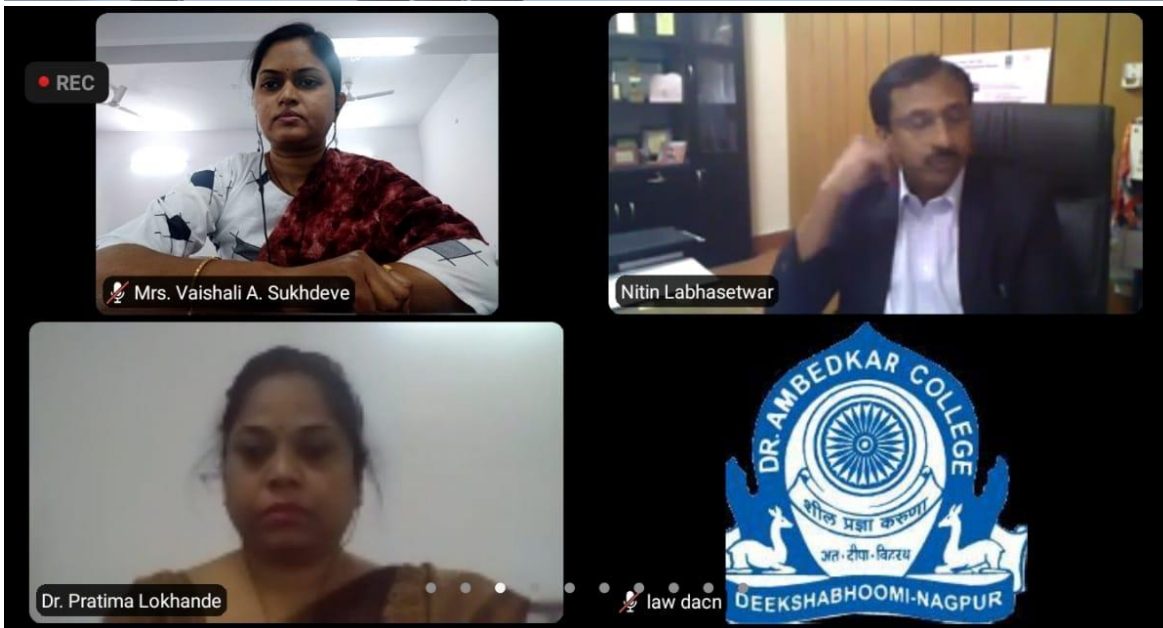 REC
Mrs. Vaishali A. Sukhdeve
Nitin Labhasetwar
Dr. Pratima Lokhande
DR. AMBEDKAR COLLEGE
शील प्रज्ञा करुणा
अत्त-दीपा-विहरथ
DEEKSHABHOOMI-NAGPUR
law dacn